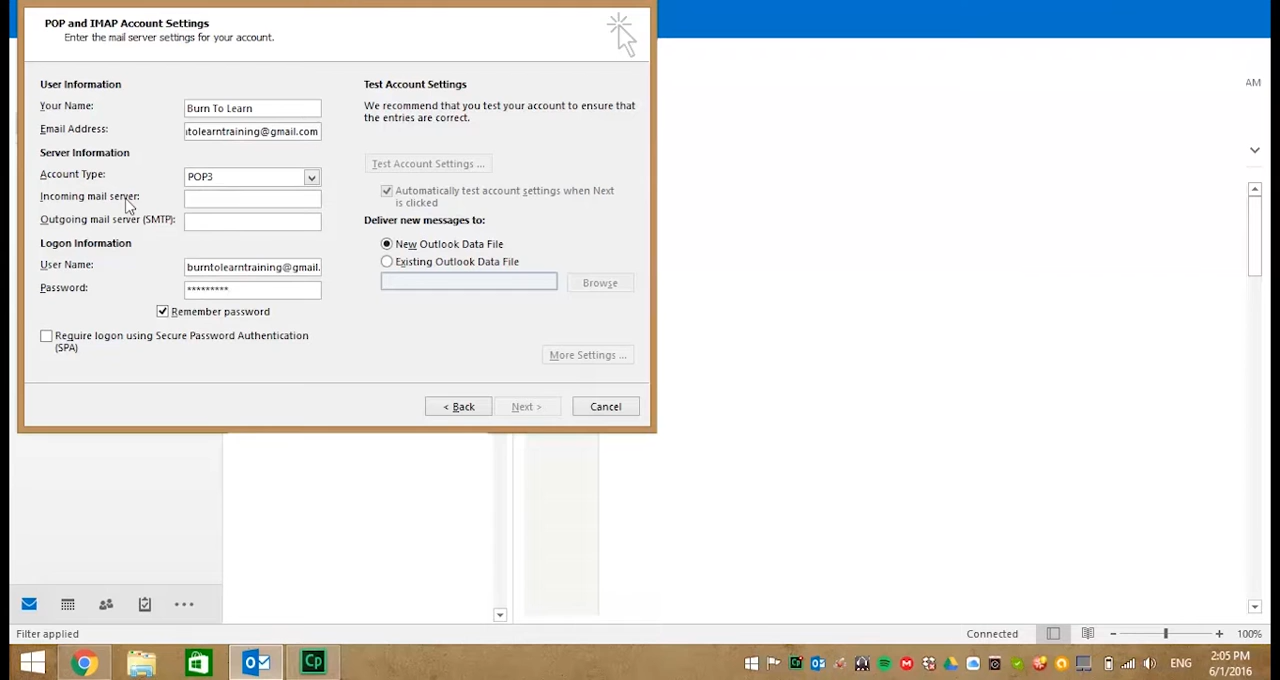 POP and IMAP Account Settings
Enter the mail server settings for your account.
User Information
Your Name:
Burn To Learn
Email Address:
tolearntraining@gmail.com
Server Information
Account Type:
POP3
Incoming mail server:
Outgoing mail server (SMTP):
Logon Information
User Name:
burntolearntraining@gmail.
Password:
*********
Remember password
Require logon using Secure Password Authentication
(SPA)
Test Account Settings
We recommend that you test your account to ensure that
the entries are correct.
Test Account Settings ...
Automatically test account settings when Next
is clicked
Deliver new messages to:
New Outlook Data File
Existing Outlook Data File
Browse
More Settings ...
< Back
Next >
Cancel
AM
Filter applied
Connected
100%
ENG
2:05 PM
6/1/2016